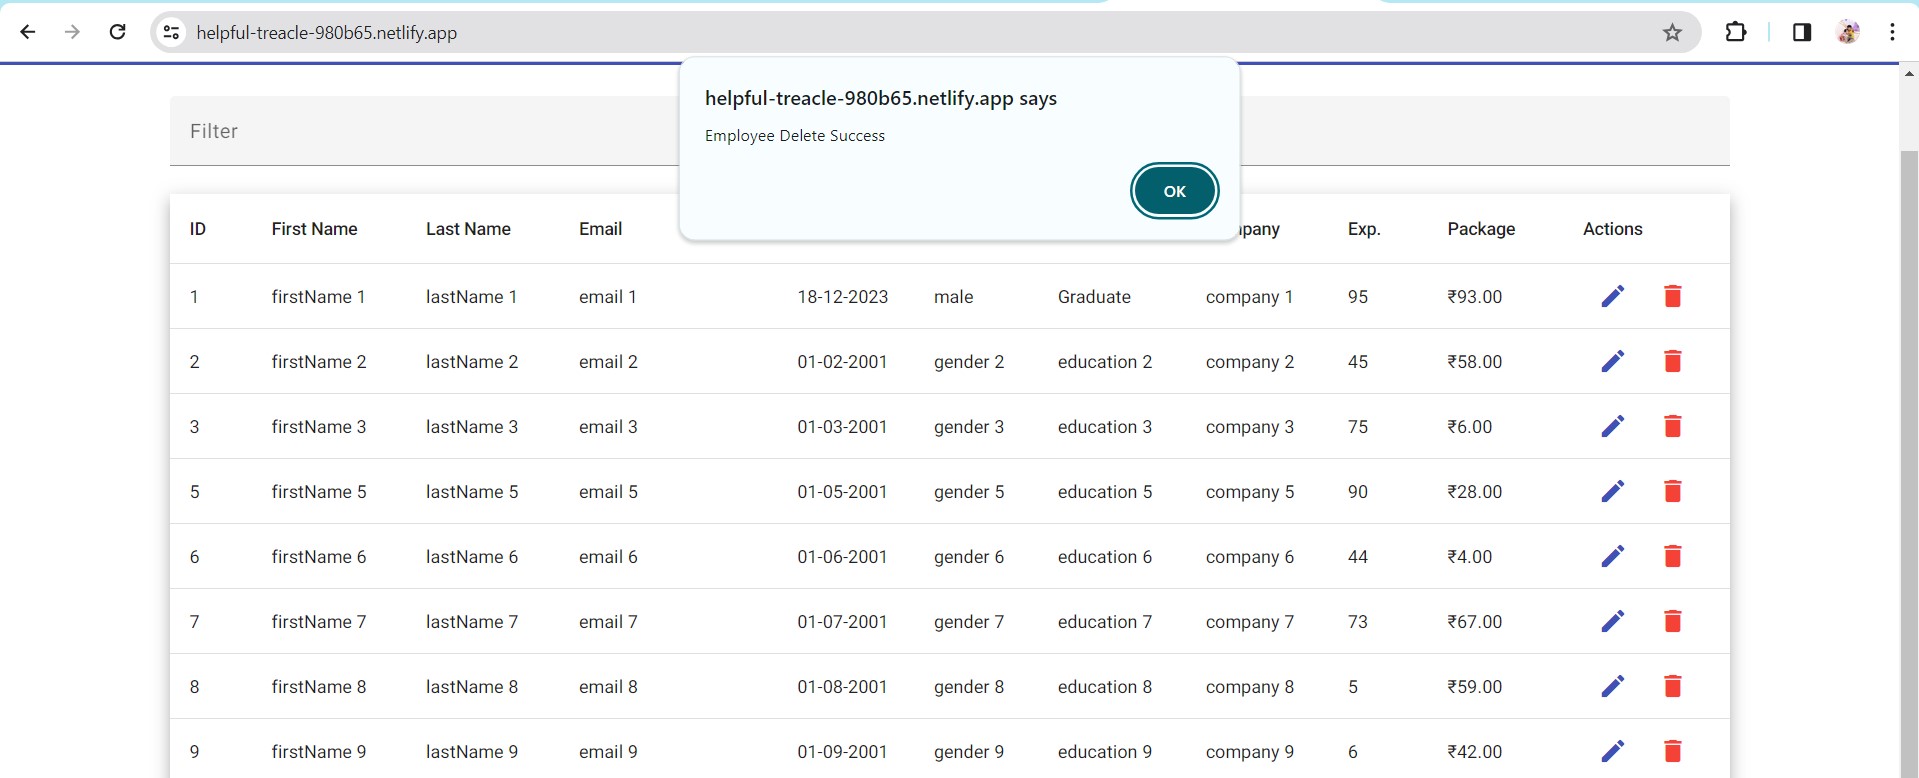 helpful-treacle-980b65.netlify.app
helpful-treacle-980b65.netlify.app says
Employee Delete Success
OK
Filter
ID First Name Last Name Email Exp. Package Actions
1 firstName 1 lastName 1 email 1 18-12-2023 male Graduate company 1 95 ₹93.00
2 firstName 2 lastName 2 email 2 01-02-2001 gender 2 education 2 company 2 45 ₹58.00
3 firstName 3 lastName 3 email 3 01-03-2001 gender 3 education 3 company 3 75 ₹6.00
5 firstName 5 lastName 5 email 5 01-05-2001 gender 5 education 5 company 5 90 ₹28.00
6 firstName 6 lastName 6 email 6 01-06-2001 gender 6 education 6 company 6 44 ₹4.00
7 firstName 7 lastName 7 email 7 01-07-2001 gender 7 education 7 company 7 73 ₹67.00
8 firstName 8 lastName 8 email 8 01-08-2001 gender 8 education 8 company 8 5 ₹59.00
9 firstName 9 lastName 9 email 9 01-09-2001 gender 9 education 9 company 9 6 ₹42.00